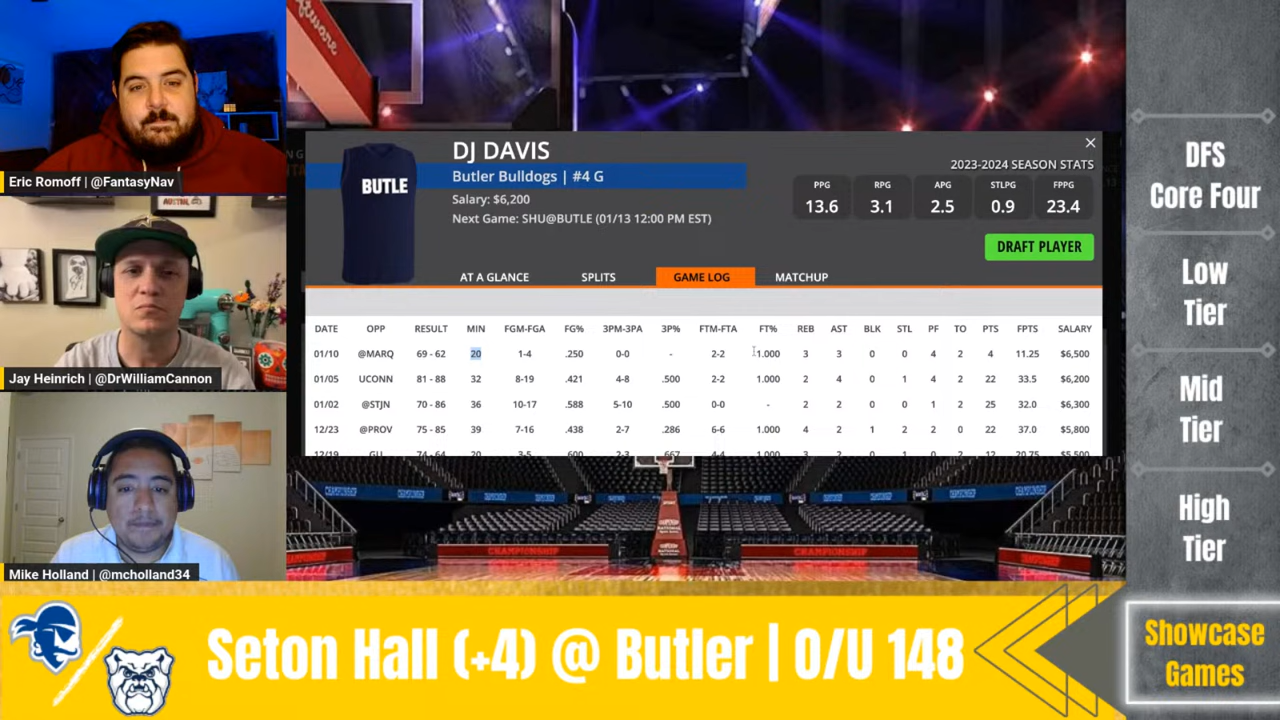 Eric Romoff | @FantasyNav
Jay Heinrich | @DrWilliamCannon
Mike Holland | @mcholland34
BUTLE
DJ DAVIS
Butler Bulldogs | #4 G
Salary: $6,200
Next Game: SHU@BUTLE (01/13 12:00 PM EST)
2023-2024 SEASON STATS
PPG RPG APG STLPG FPPG
13.6 3.1 2.5 0.9 23.4
DRAFT PLAYER
AT A GLANCE SPLITS GAME LOG MATCHUP
DATE OPP RESULT MIN FGM-FGA FG% 3PM-3PA 3P% FTM-FTA FT% REB AST BLK STL PF TO PTS FPTS SALARY
01/10 @MARQ 69 - 62 20 1-4 .250 0-0 - 2-2 1.000 3 3 0 0 4 2 4 11.25 $6,500
01/05 UCONN 81 - 88 32 8-19 .421 4-8 .500 2-2 1.000 2 4 0 1 4 2 22 33.5 $6,200
01/02 @STJN 70 - 86 36 10-17 .588 5-10 .500 0-0 - 2 2 0 0 1 2 25 32.0 $6,300
12/23 @PROV 75 - 85 39 7-16 .438 2-7 .286 6-6 1.000 4 2 1 2 2 0 22 37.0 $5,800
CHAMPIONSHIP
CHAMPIONSHIP
DFS
Core Four
Low
Tier
Mid
Tier
High
Tier
Showcase
Games
Seton Hall (+4) @ Butler | O/U 148